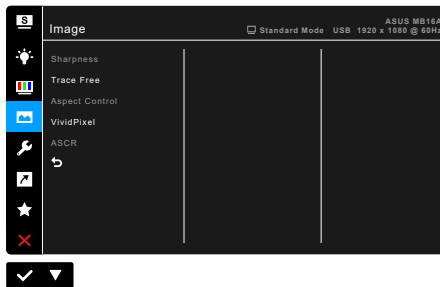 S
Image
ASUS MB16A
Standard Mode USB 1920 x 1080 @ 60Hz
Sharpness
Trace Free
Aspect Control
VividPixel
ASCR